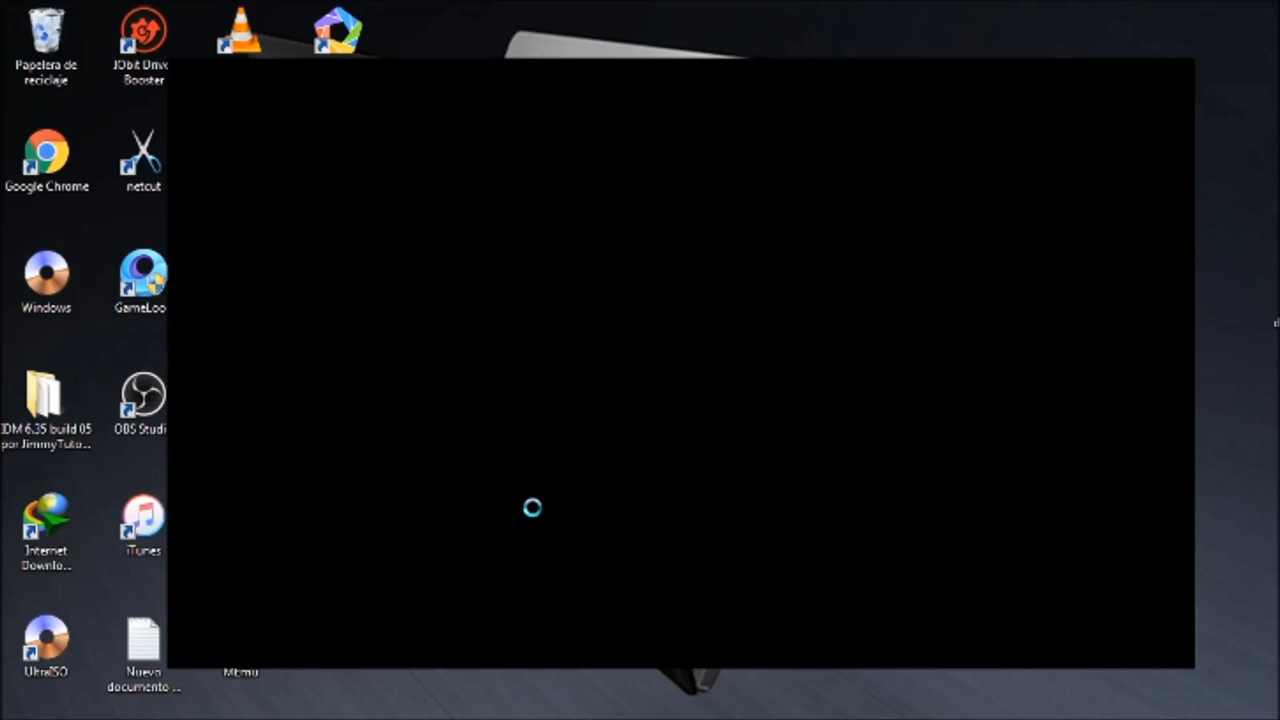 Papelera de
reciclaje
IObit Drive
Booster
Google Chrome
netcut
Windows
GameLoo
IDM 6.35 build 05
por JimmyTuto...
OBS Studi
Internet
Downlo...
iTunes
UltraISO
Nuevo
documento ...
MEmu